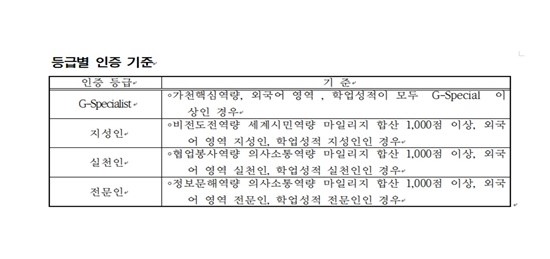 등급별 인증 기준
인증 등급 기 준
G-Specialist ○가천핵심역량, 외국어 영역 , 학업성적이 모두 G-Special 이
상인 경우
지성인 ○비전도전역량 세계시민역량 마일리지 합산 1,000점 이상, 외국
어 영역 지성인, 학업성적 지성인인 경우
실천인 ○협업봉사역량 의사소통역량 마일리지 합산 1,000점 이상, 외국
어 영역 실천인, 학업성적 실천인인 경우
전문인 ○정보문해역량 의사소통역량 마일리지 합산 1,000점 이상, 외국
어 영역 전문인, 학업성적 전문인인 경우